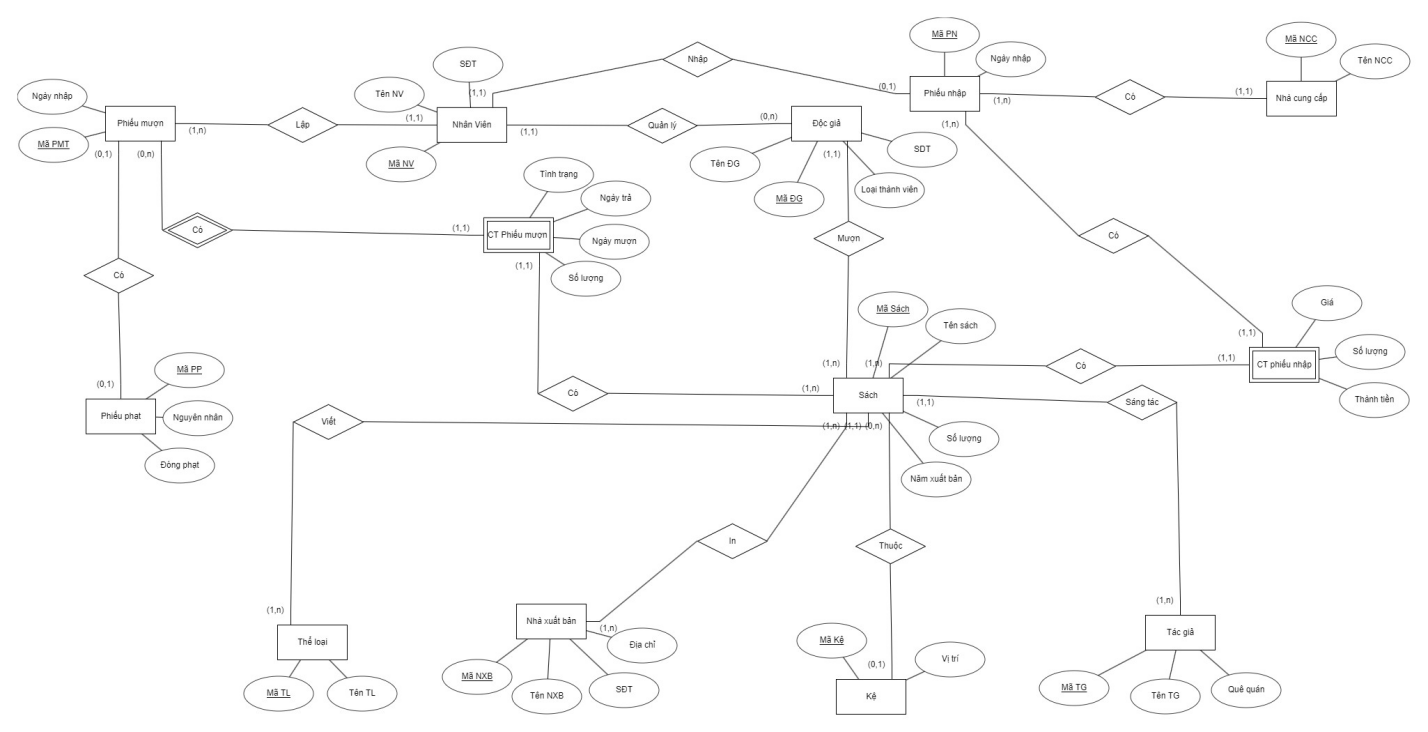 Mã PN
Mã NCC
Ngày nhập
Tên NCC
SĐT
Nhập
Tên NV
(1,1)
(0,1)
Phiếu nhập
(1,n)
Có
(1,1)
Nhà cung cấp
Ngày nhập
Phiếu mượn
(1,n)
Lập
(1,1)
Nhân Viên
(1,1)
Quản lý
(0,n)
Độc giả
(1,n)
Mã PMT
(0,1)
(0,n)
Mã NV
Tên ĐG
(1,1)
SDT
Mã ĐG
Loại thành viên
Tình trạng
Ngày trả
Có
(1,1)
CT Phiếu mượn
Ngày mượn
Mượn
Có
(1,1)
Số lượng
Có
Mã Sách
Tên sách
Giá
(1,1)
Số lượng
(1,n)
(1,n)
Có
(1,1)
CT phiếu nhập
Thành tiền
Mã PP
(0,1)
Phiếu phạt
Nguyên nhân
Đóng phạt
Có
(1,n)
Sách
(1,1)
Sáng tác
Viết
(1,n)
(1,1)
(0,n)
Số lượng
Năm xuất bản
In
Thuộc
(1,n)
Thể loại
Mã TL
Tên TL
Nhà xuất bản
(1,n)
Địa chỉ
Mã NXB
Tên NXB
SĐT
Mã Kệ
Vị trí
(0,1)
Kệ
(1,n)
Tác giả
Mã TG
Tên TG
Quê quán